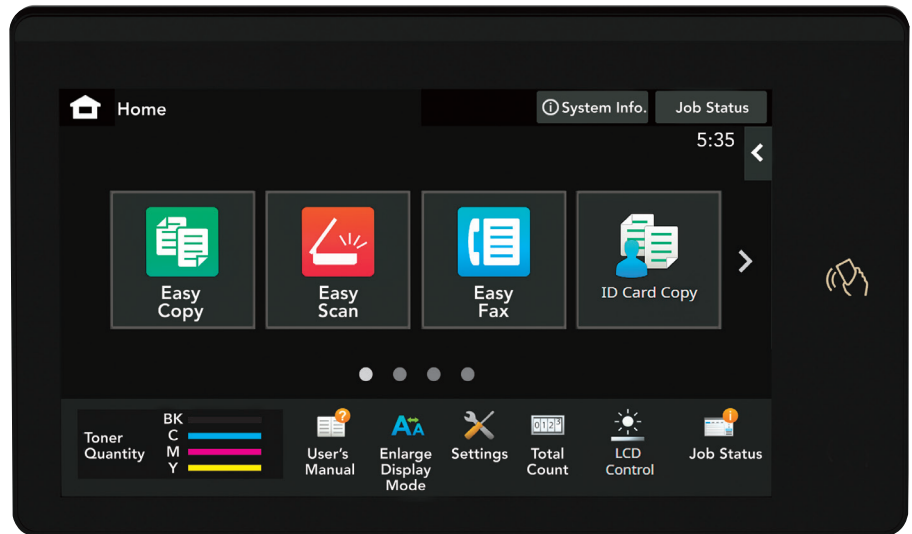 Home
System Info.
Job Status
5:35
Easy
Copy
Easy
Scan
Easy
Fax
ID Card Copy
Toner
Quantity
BK
C
M
Y
User's
Manual
Enlarge
Display
Mode
Settings
0123
Total
Count
LCD
Control
Job Status